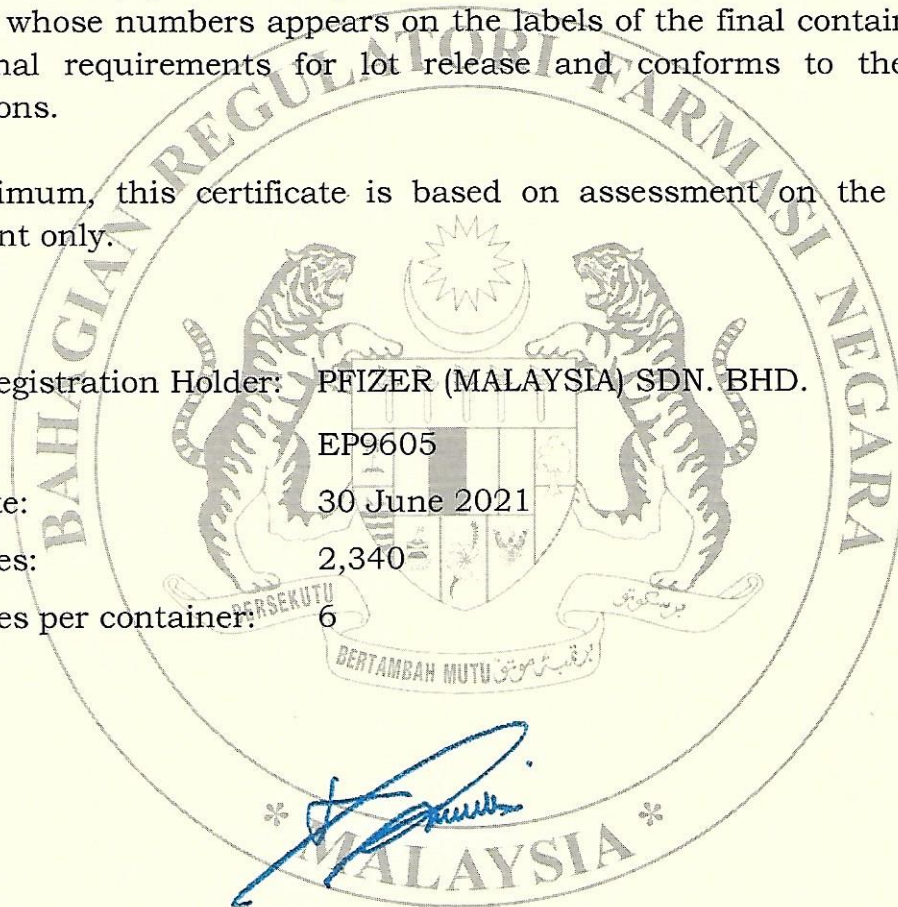 whose numbers appears on the labels of the final contain
nal requirements for lot release and conforms to the
ons.
imum, this certificate is based on assessment on the
nt only.
egistration Holder: PFIZER (MALAYSIA) SDN. BHD.
EP9605
te: 30 June 2021
es: 2,340
es per container: 6
BAHAGIAN REGULATORI FARMASI NEGARA
PERSEKUTU
برسکوتو
BERTAMBAH MUTU
* MALAYSIA *